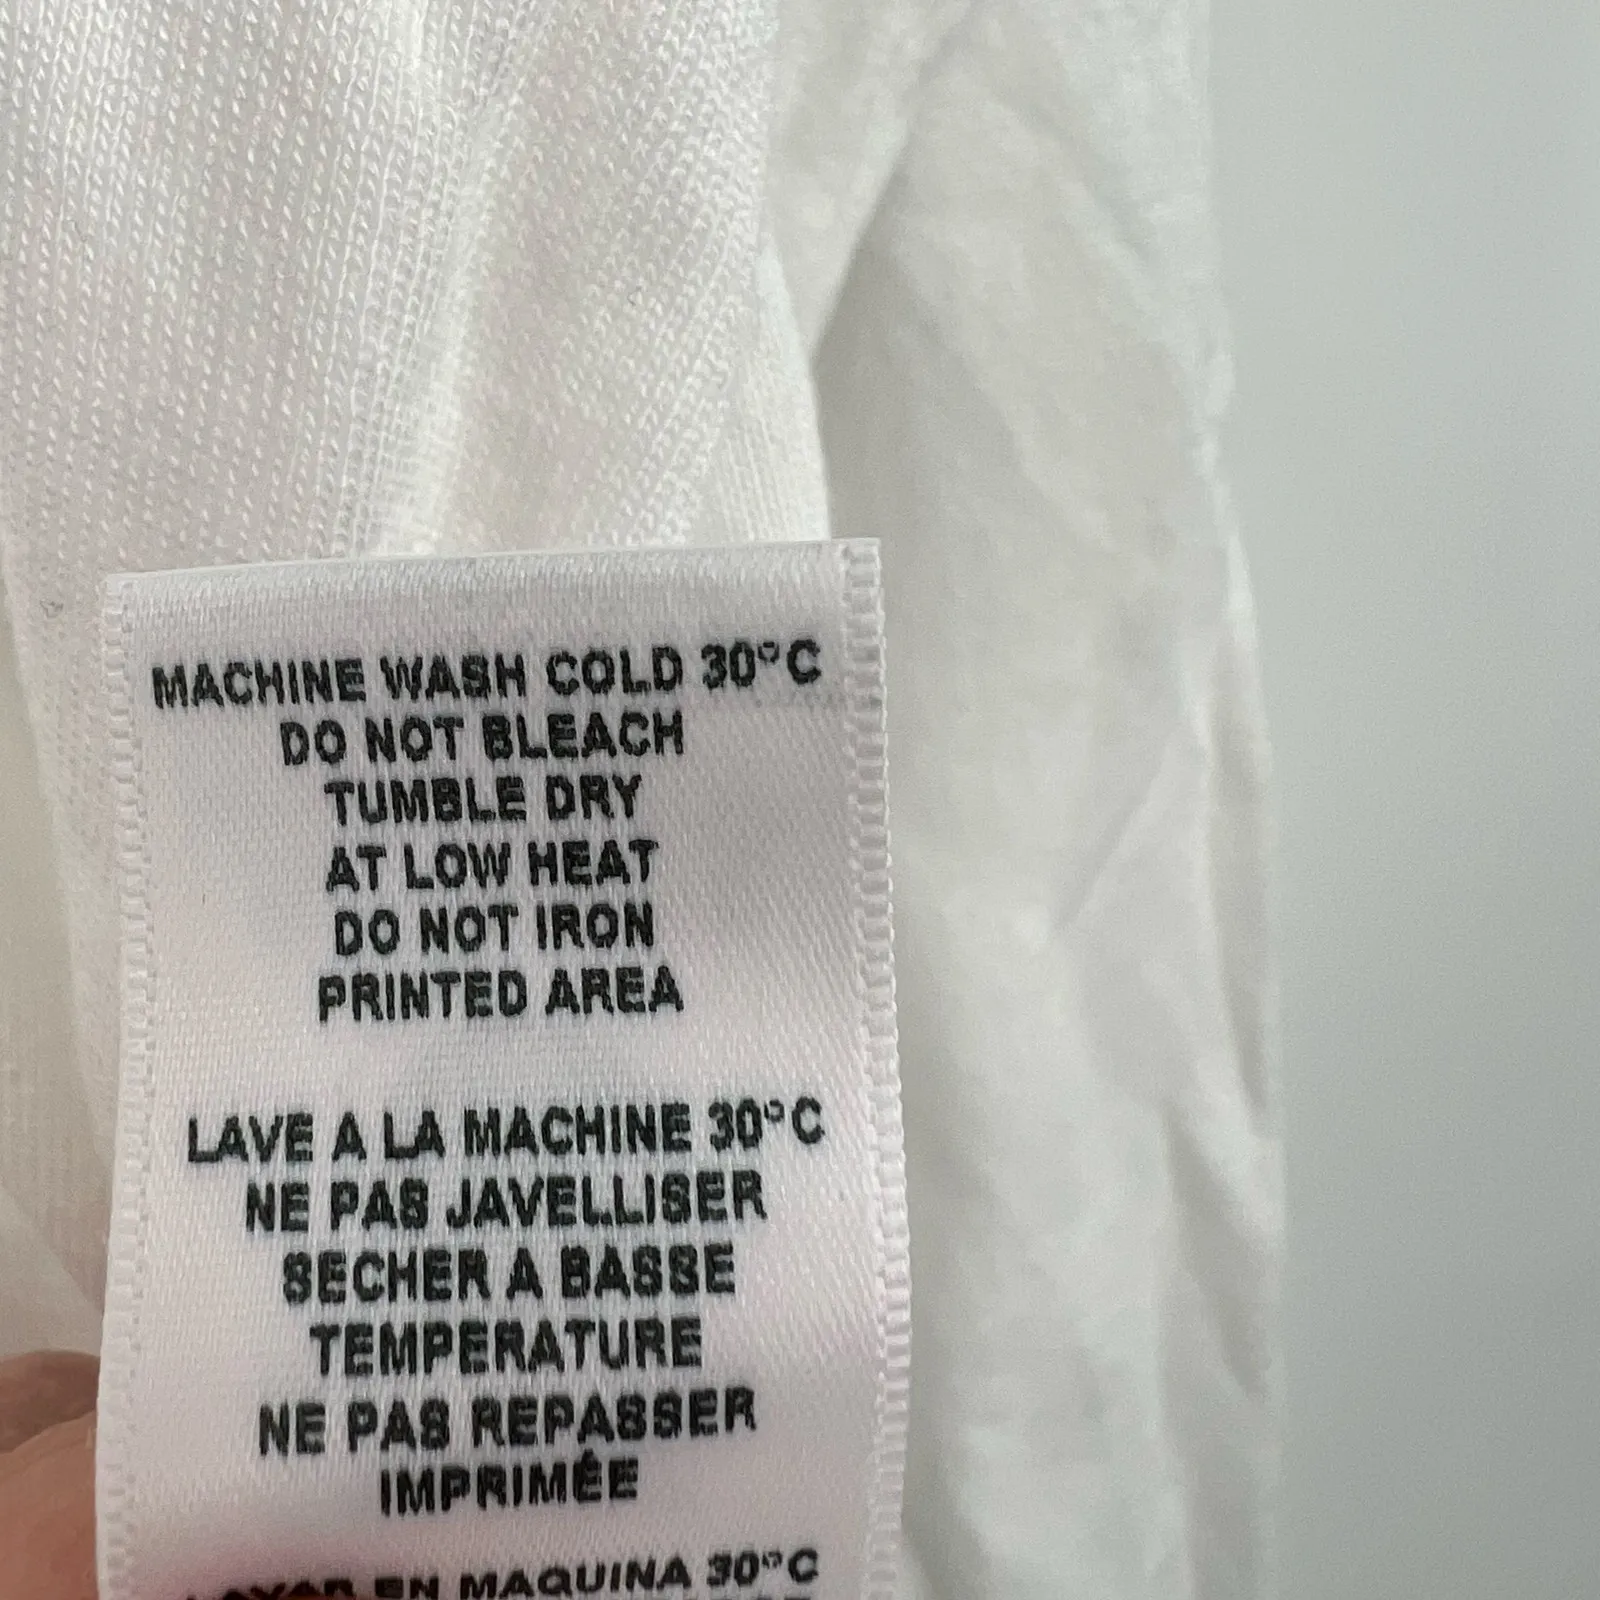 MACHINE WASH COLD 30°C
DO NOT BLEACH
TUMBLE DRY
AT LOW HEAT
DO NOT IRON
PRINTED AREA
LAVE A LA MACHINE 30°C
NE PAS JAVELLISER
SECHER A BASSE
TEMPERATURE
NE PAS REPASSER
IMPRIMÉE
LAVAR EN MAQUINA 30°C